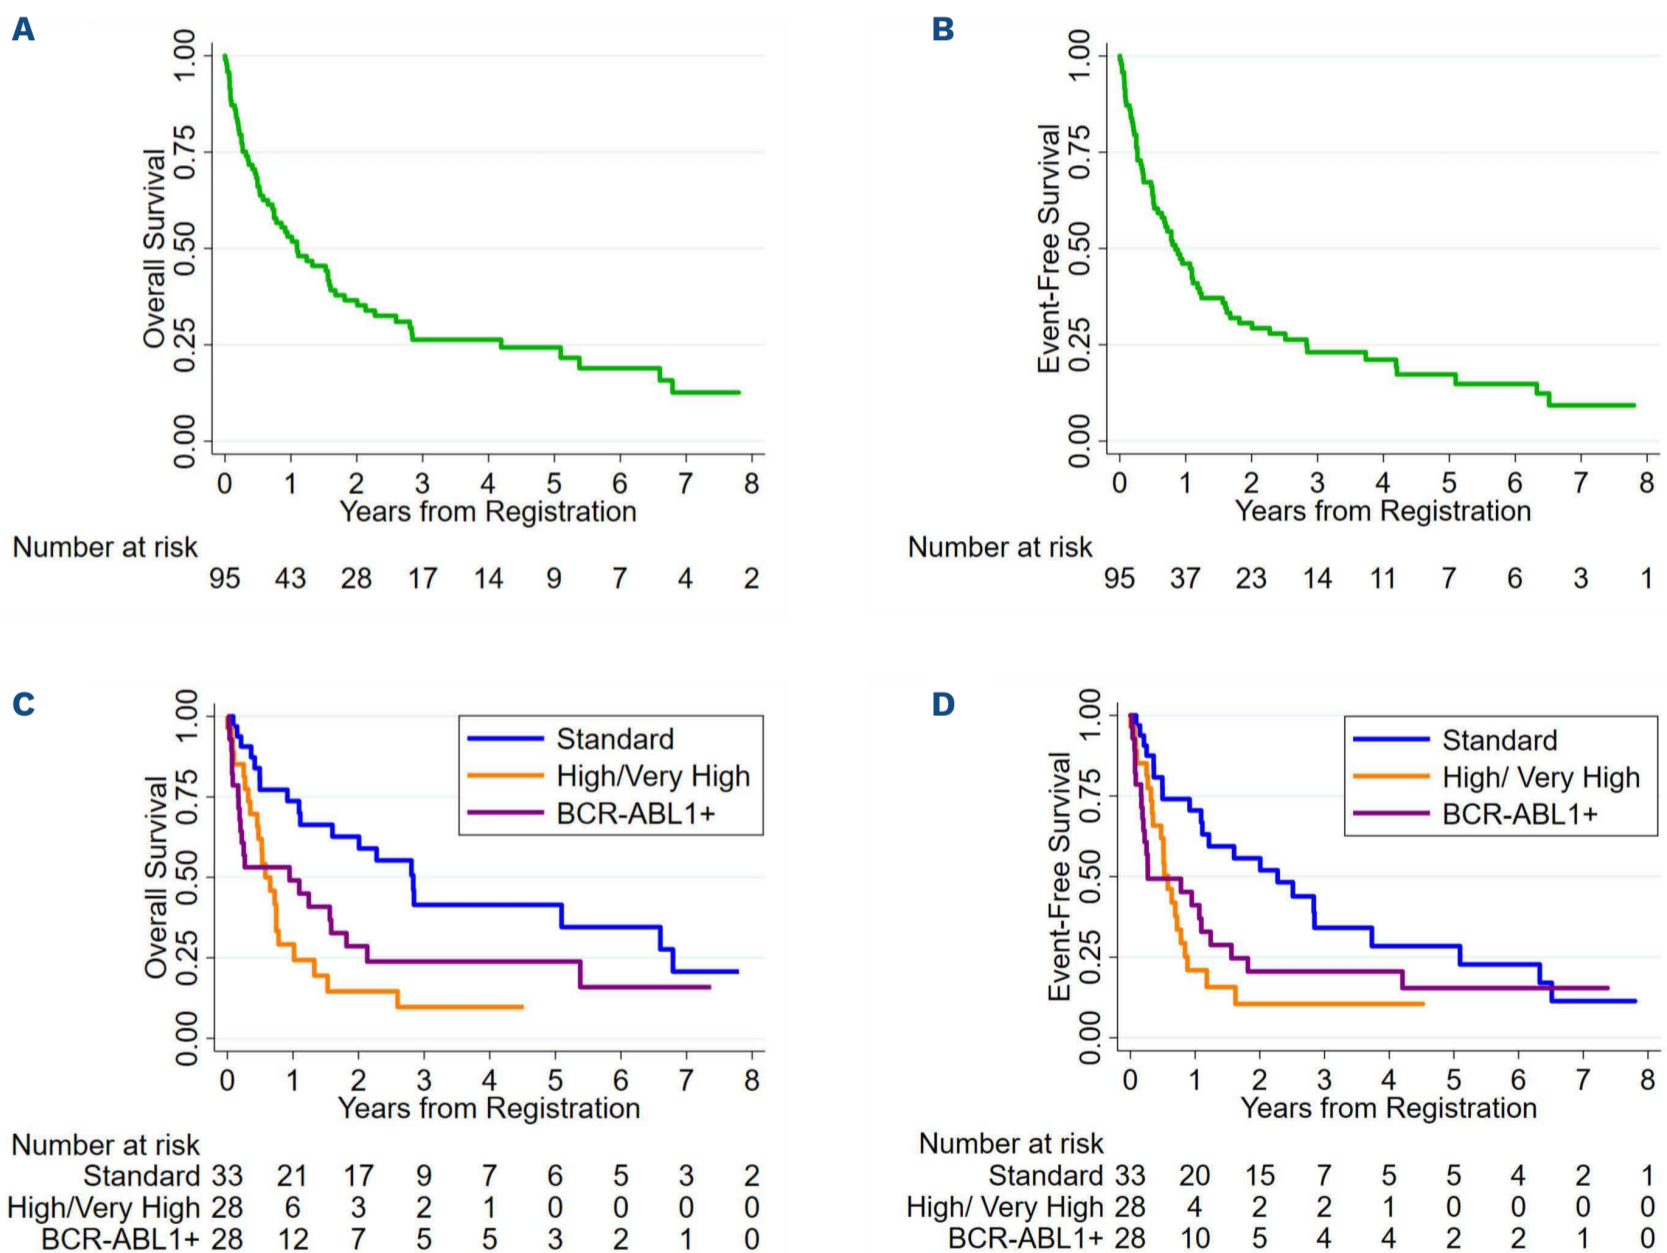 A
Overall Survival
1.00
0.75
0.50
0.25
0.00
0 1 2 3 4 5 6 7 8
Years from Registration
Number at risk
95 43 28 17 14 9 7 4 2
B
Event-Free Survival
1.00
0.75
0.50
0.25
0.00
0 1 2 3 4 5 6 7 8
Years from Registration
Number at risk
95 37 23 14 11 7 6 3 1
C
Overall Survival
1.00
0.75
0.50
0.25
0.00
Standard
High/Very High
BCR-ABL1+
0 1 2 3 4 5 6 7 8
Years from Registration
Number at risk
Standard 33 21 17 9 7 6 5 3 2
High/Very High 28 6 3 2 1 0 0 0 0
BCR-ABL1+ 28 12 7 5 5 3 2 1 0
D
Event-Free Survival
1.00
0.75
0.50
0.25
0.00
Standard
High/ Very High
BCR-ABL1+
0 1 2 3 4 5 6 7 8
Years from Registration
Number at risk
Standard 33 20 15 7 5 5 4 2 1
High/ Very High 28 4 2 2 1 0 0 0 0
BCR-ABL1+ 28 10 5 4 4 2 2 1 0